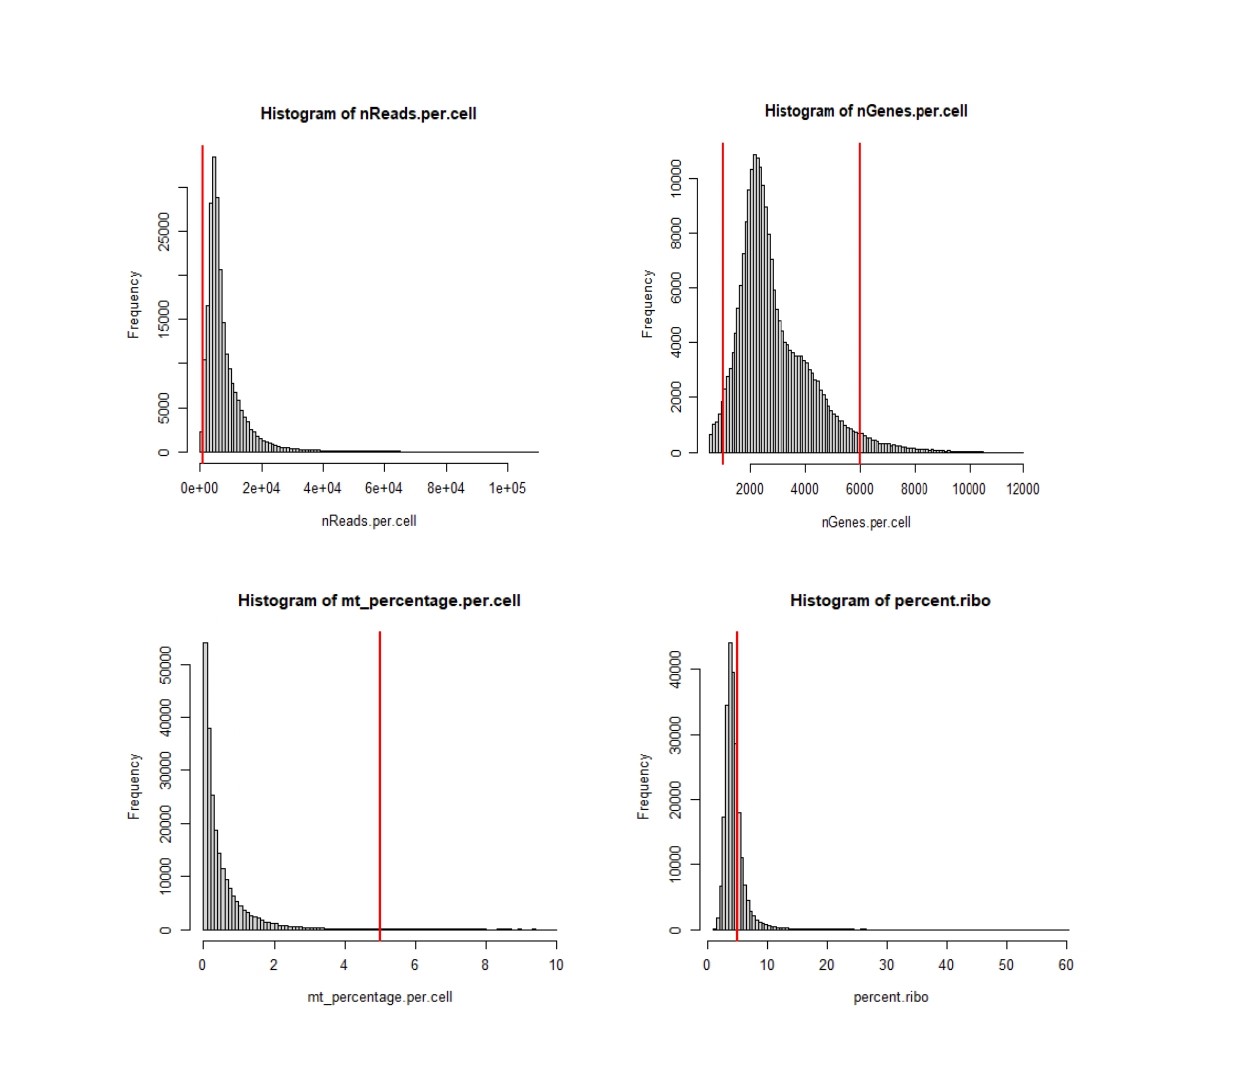 Histogram of nReads.per.cell
Frequency
0 5000 15000 25000
0e+00 2e+04 4e+04 6e+04 8e+04 1e+05
nReads.per.cell
Histogram of nGenes.per.cell
Frequency
0 2000 4000 6000 8000 10000
2000 4000 6000 8000 10000 12000
nGenes.per.cell
Histogram of mt_percentage.per.cell
Frequency
0 10000 20000 30000 40000 50000
0 2 4 6 8 10
mt_percentage.per.cell
Histogram of percent.ribo
Frequency
0 10000 20000 30000 40000
0 10 20 30 40 50 60
percent.ribo